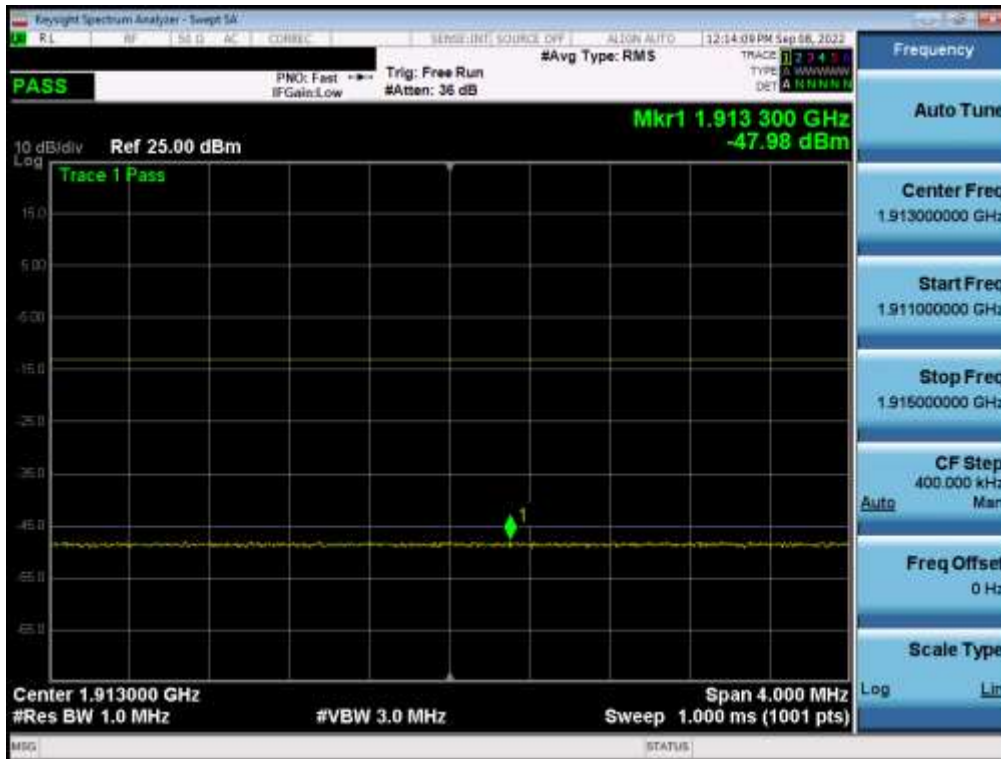 Keysight Spectrum Analyzer - Swept SA
RL RF 50 Ω AC CORREC SENSE:INT SOURCE OFF ALIGN AUTO 12:14:09 PM Sep 08, 2022
#Avg Type: RMS
TRACE 1 2 3 4 5 6
TYPE A WWWWW
DET A N N N N N
PASS
PNO: Fast
IFGain:Low
Trig: Free Run
#Atten: 36 dB
Mkr1 1.913 300 GHz
-47.98 dBm
10 dB/div Ref 25.00 dBm
Log
Trace 1 Pass
15.0
5.00
-5.00
-15.0
-25.0
-35.0
-45.0
-55.0
-65.0
1
Center 1.913000 GHz
Span 4.000 MHz
#Res BW 1.0 MHz
#VBW 3.0 MHz
Sweep 1.000 ms (1001 pts)
MSG
STATUS
Frequency
Auto Tune
Center Freq
1.913000000 GHz
Start Freq
1.911000000 GHz
Stop Freq
1.915000000 GHz
CF Step
400.000 kHz
Auto Man
Freq Offset
0 Hz
Scale Type
Log Lin